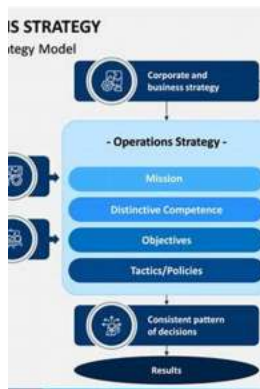 IS STRATEGY
ategy Model
Corporate and
business strategy
- Operations Strategy -
Mission
Distinctive Competence
Objectives
Tactics/Policies
Consistent pattern
of decisions
Results